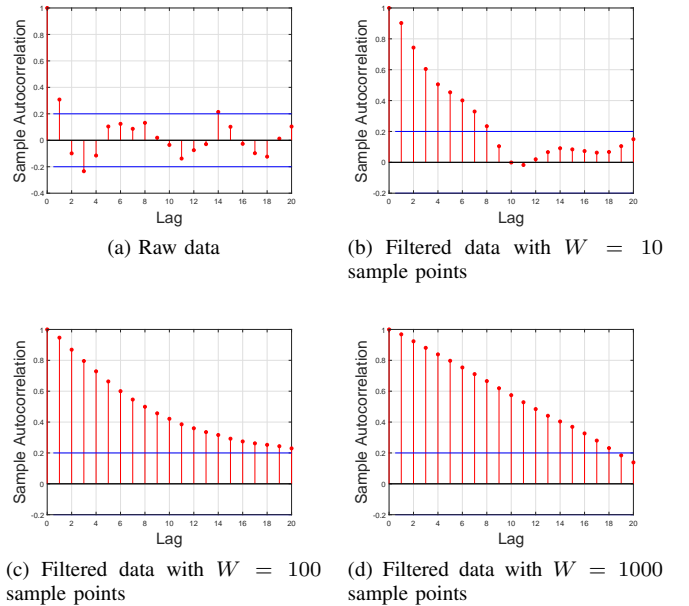 Sample Autocorrelation
1
0.8
0.6
0.4
0.2
0
-0.2
-0.4
0 2 4 6 8 10 12 14 16 18 20
Lag
(a) Raw data
Sample Autocorrelation
1
0.8
0.6
0.4
0.2
0
-0.2
0 2 4 6 8 10 12 14 16 18 20
Lag
(b) Filtered data with W = 10
sample points
Sample Autocorrelation
1
0.8
0.6
0.4
0.2
0
-0.2
0 2 4 6 8 10 12 14 16 18 20
Lag
(c) Filtered data with W = 100
sample points
Sample Autocorrelation
1
0.8
0.6
0.4
0.2
0
-0.2
0 2 4 6 8 10 12 14 16 18 20
Lag
(d) Filtered data with W = 1000
sample points